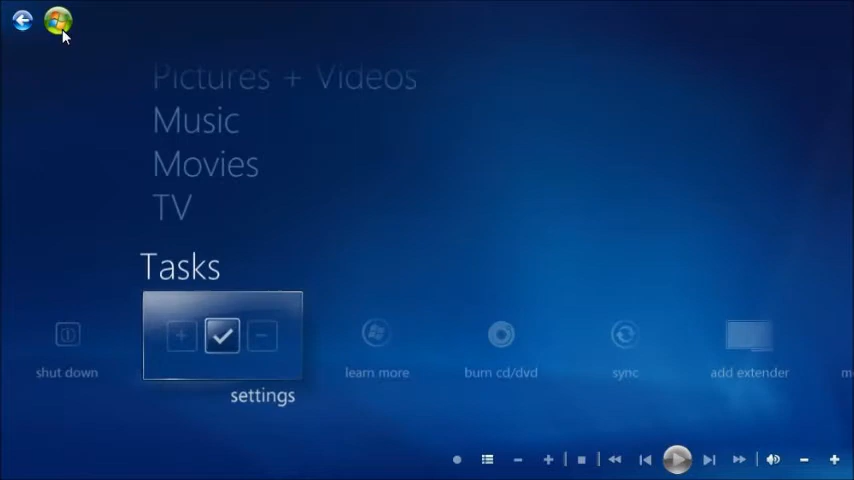 Pictures + Videos
Music
Movies
TV
Tasks
shut down
settings
learn more
burn cd/dvd
sync
add extender